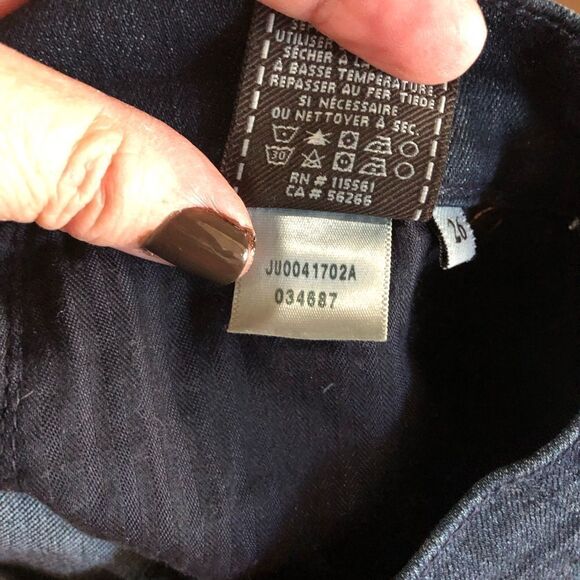 UTILISER
SÉCHER À
À BASSE TEMPÉRATURE
REPASSER AU FER TIÈDE
SI NÉCESSAIRE
OU NETTOYER À SEC.
30
RN # 115561
CA # 56266
JU0041702A
034687
26